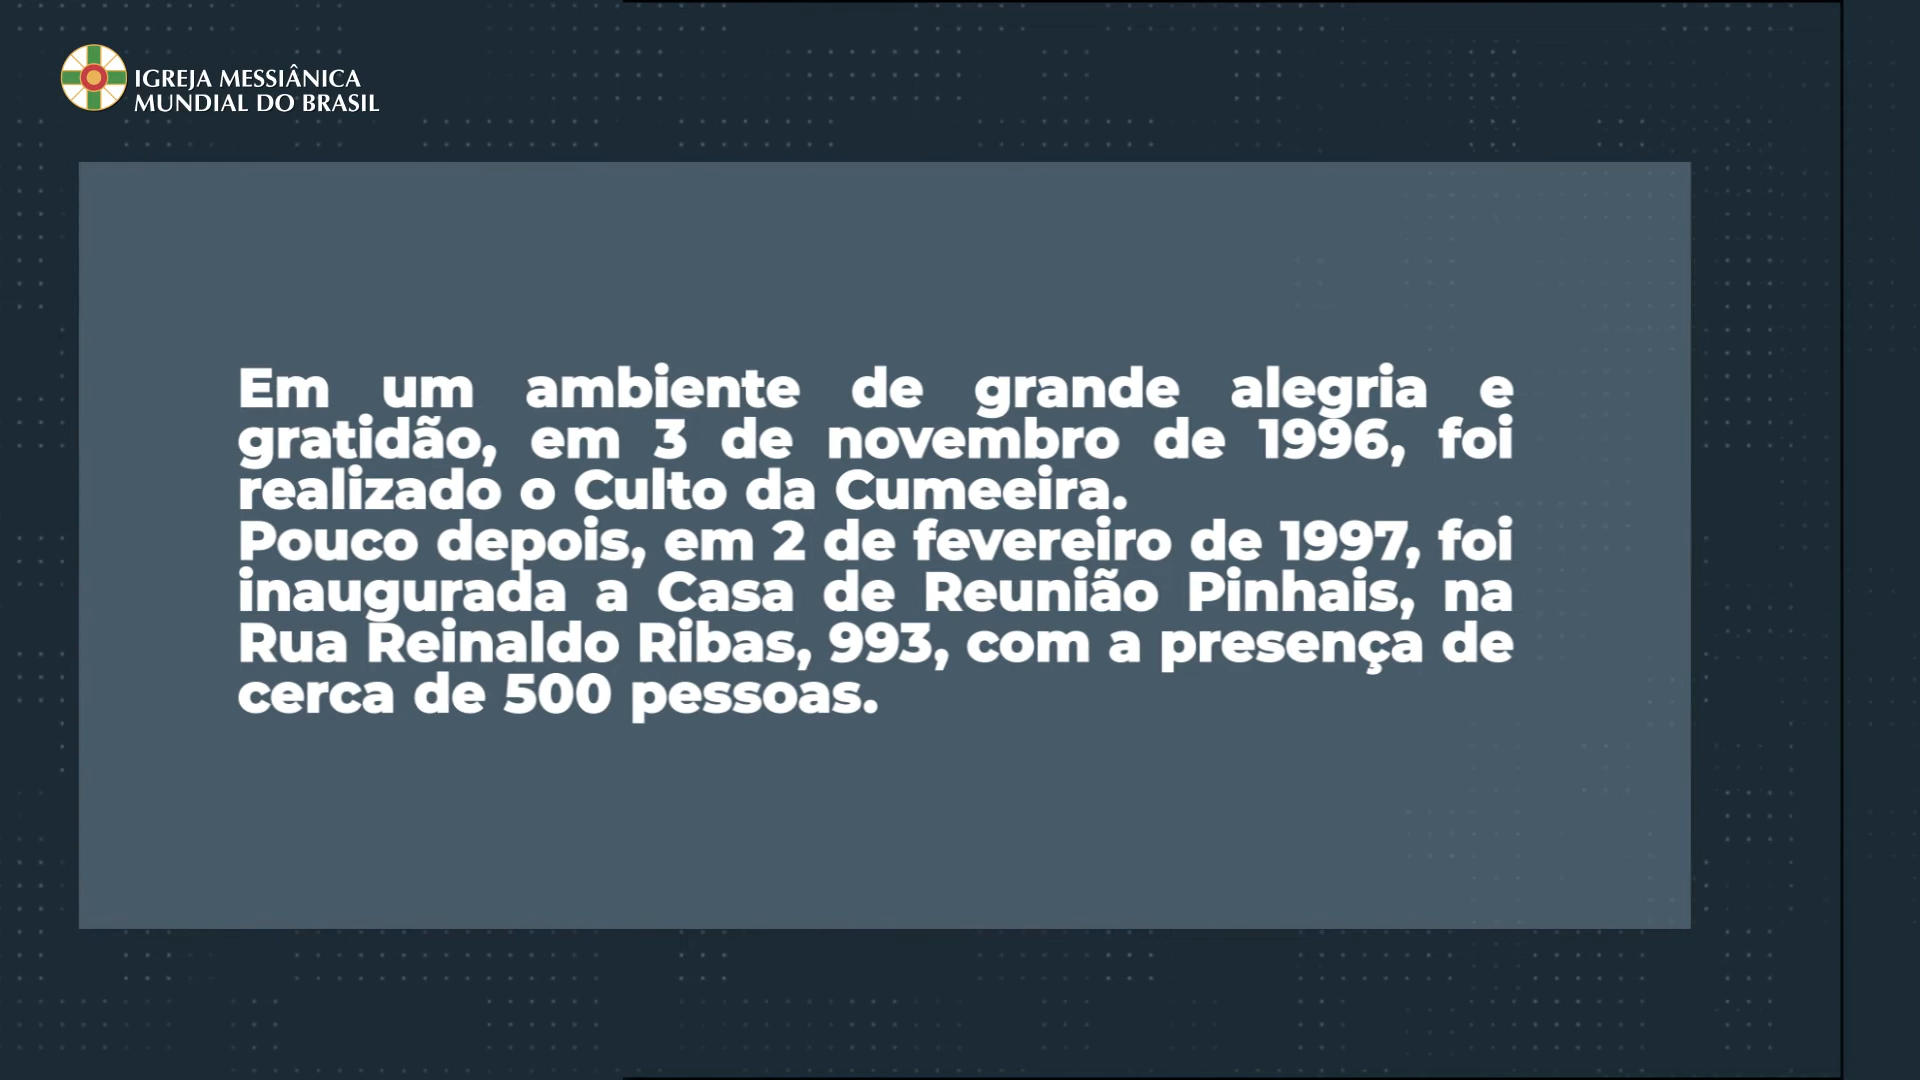 IGREJA MESSIÂNICA
MUNDIAL DO BRASIL
Em um ambiente de grande alegria e
gratidão, em 3 de novembro de 1996, foi
realizado o Culto da Cumeeira.
Pouco depois, em 2 de fevereiro de 1997, foi
inaugurada a Casa de Reunião Pinhais, na
Rua Reinaldo Ribas, 993, com a presença de
cerca de 500 pessoas.